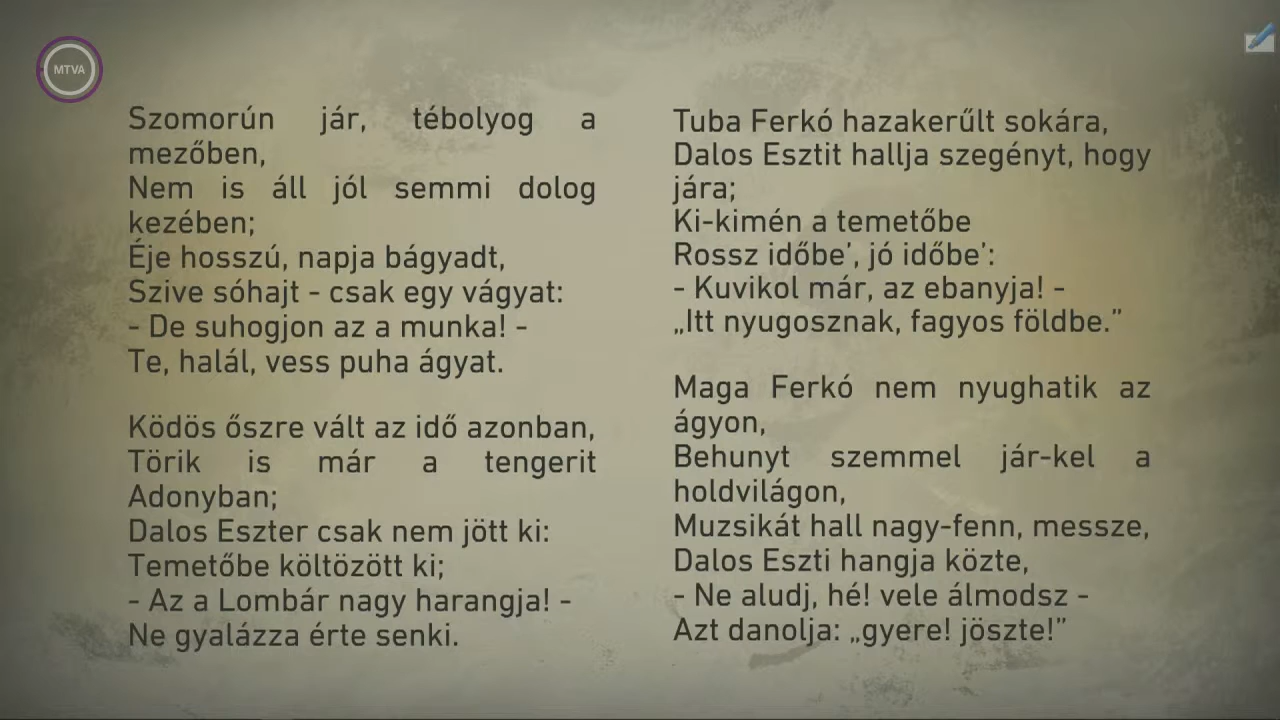 MTVA
Szomorún jár, tébolyog a
mezőben,
Nem is áll jól semmi dolog
kezében;
Éje hosszú, napja bágyadt,
Szive sóhajt - csak egy vágyat:
- De suhogjon az a munka! -
Te, halál, vess puha ágyat.
Ködös őszre vált az idő azonban,
Törik is már a tengerit
Adonyban;
Dalos Eszter csak nem jött ki:
Temetőbe költözött ki;
- Az a Lombár nagy harangja! -
Ne gyalázza érte senki.
Tuba Ferkó hazakerűlt sokára,
Dalos Esztit hallja szegényt, hogy
jára;
Ki-kimén a temetőbe
Rossz időbe’, jó időbe’:
- Kuvikol már, az ebanyja! -
„Itt nyugosznak, fagyos földbe.”
Maga Ferkó nem nyughatik az
ágyon,
Behunyt szemmel jár-kel a
holdvilágon,
Muzsikát hall nagy-fenn, messze,
Dalos Eszti hangja közte,
- Ne aludj, hé! vele álmodsz -
Azt danolja: „gyere! jöszte!”